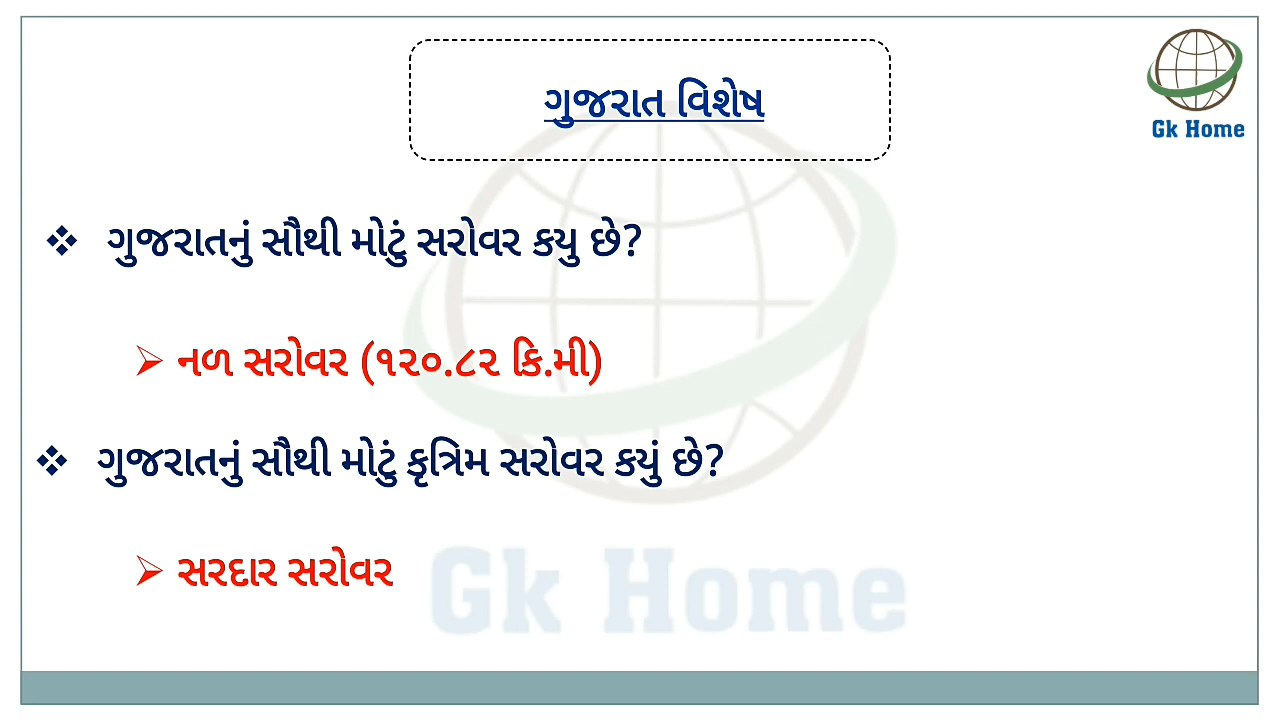 ગુજરાત વિશેષ
Gk Home
❖ ગુજરાતનું સૌથી મોટું સરોવર કયુ છે?
➢ નળ સરોવર (૧૨૦.૮૨ કિ.મી)
❖ ગુજરાતનું સૌથી મોટું કૃત્રિમ સરોવર કયું છે?
➢ સરદાર સરોવર
Gk Home